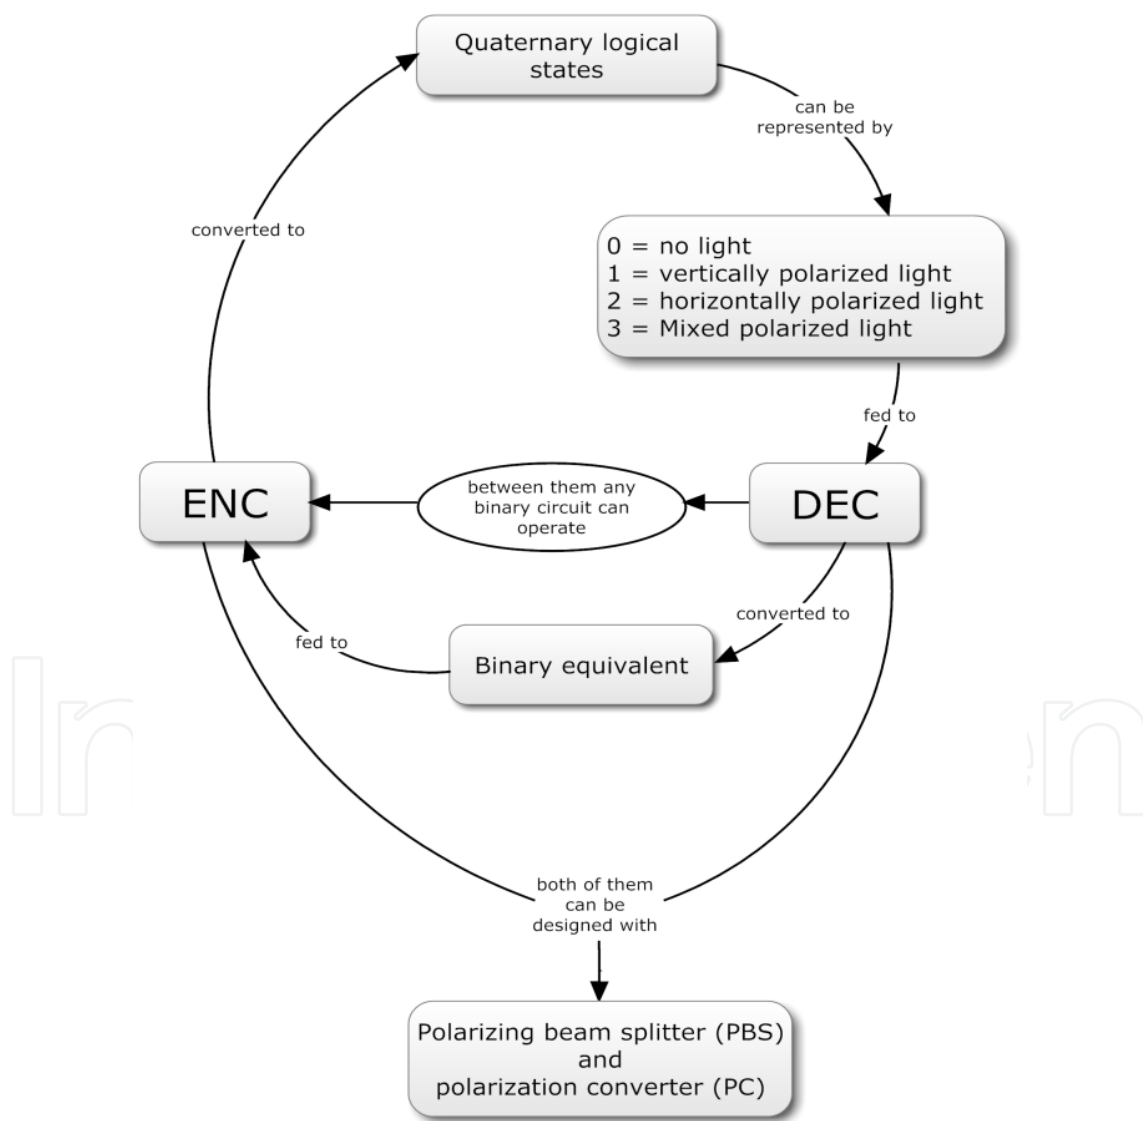 Quaternary logical
states
can be
represented by
converted to
0 = no light
1 = vertically polarized light
2 = horizontally polarized light
3 = Mixed polarized light
fed to
ENC
between them any
binary circuit can
operate
DEC
converted to
fed to
Binary equivalent
In
en
both of them
can be
designed with
Polarizing beam splitter (PBS)
and
polarization converter (PC)